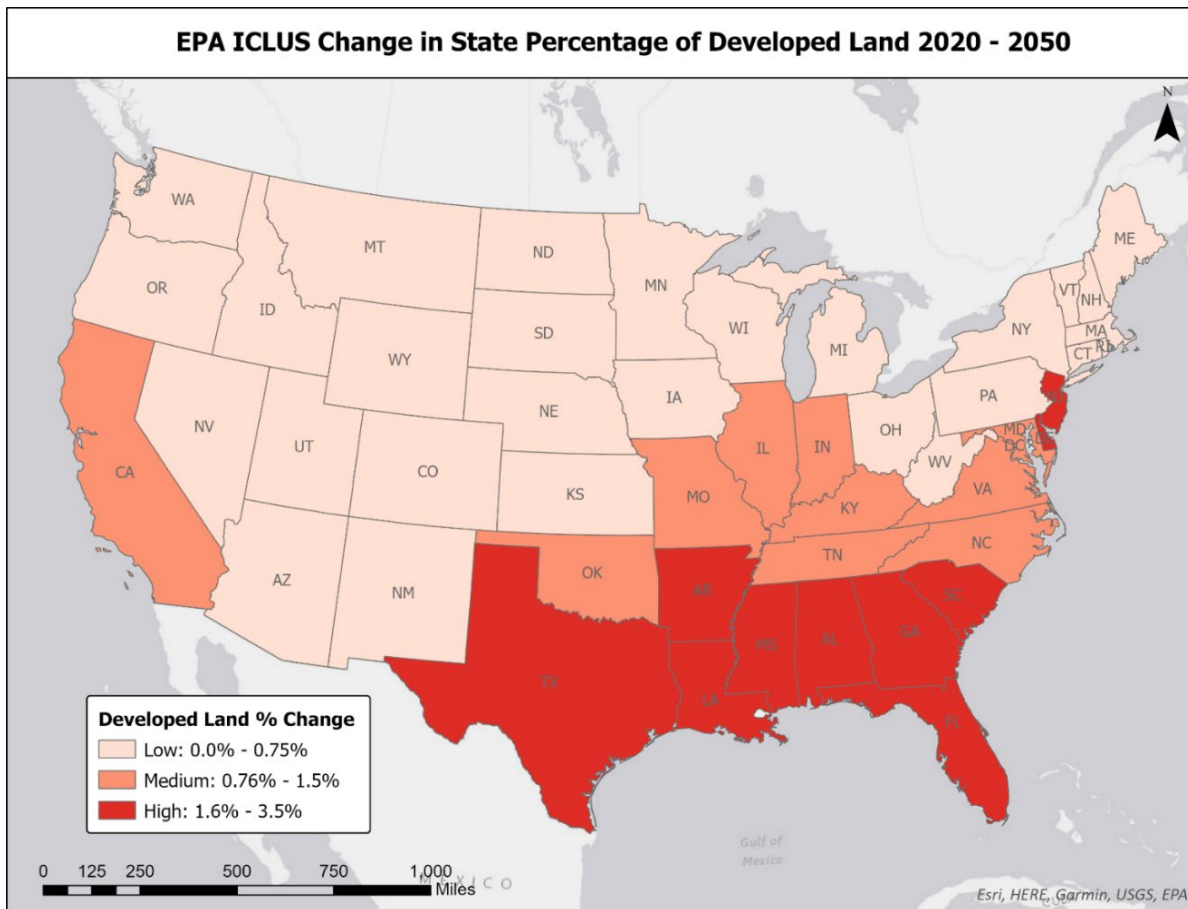 EPA ICLUS Change in State Percentage of Developed Land 2020 - 2050
N
WA
MT
ND
MN
ME
OR
ID
SD
WI
VT
NH
NY
MA
WY
MI
CT
RI
IA
NE
PA
NV
UT
CO
IL
IN
OH
MD
DC
WV
CA
KS
MO
KY
VA
TN
NC
AZ
NM
OK
AR
SC
MS
AL
GA
TX
LA
FL
Developed Land % Change
Low: 0.0% - 0.75%
Medium: 0.76% - 1.5%
High: 1.6% - 3.5%
Gulf of
Mexico
0 125 250 500 750 1,000
Miles
MEXICO
Esri, HERE, Garmin, USGS, EPA